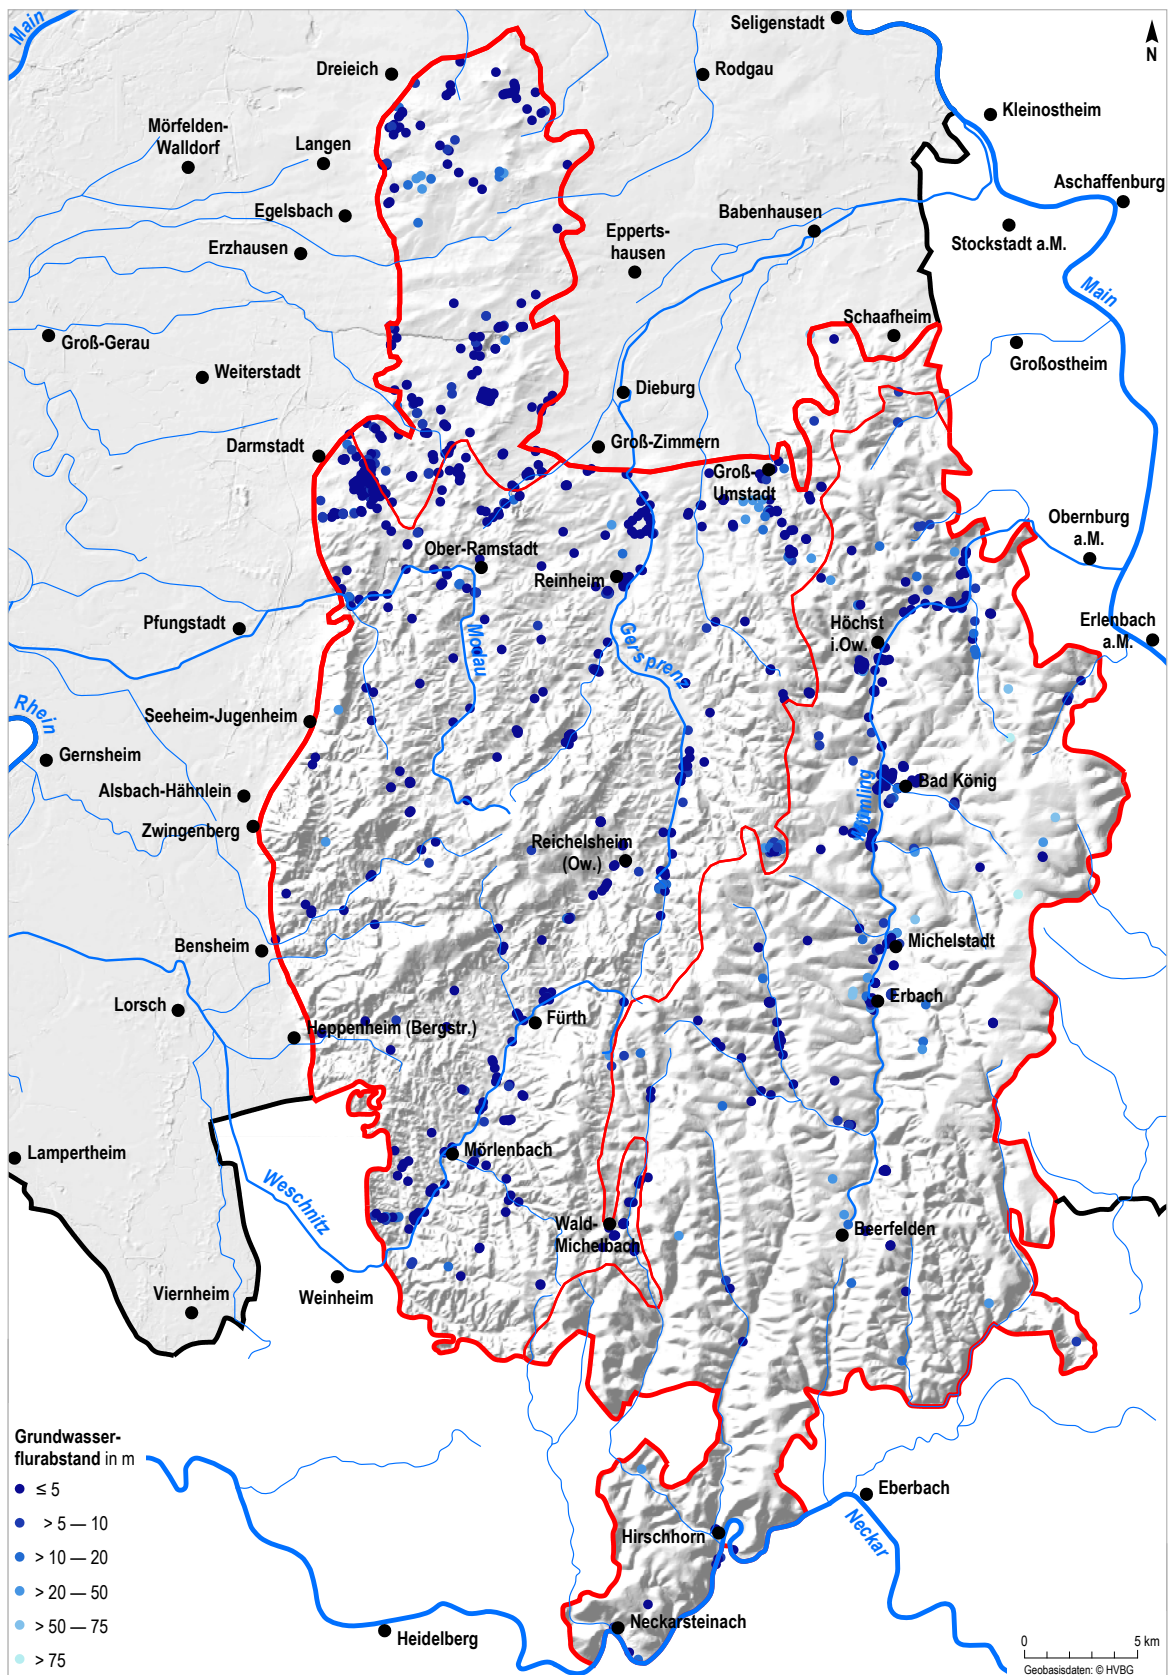 Main
Seligenstadt
N
Dreieich
Rodgau
Kleinostheim
Mörfelden-
Walldorf
Langen
Aschaffenburg
Egelsbach
Babenhausen
Stockstadt a.M.
Epperts-
hausen
Erzhausen
Main
Schaafheim
Groß-Gerau
Großostheim
Weiterstadt
Dieburg
Darmstadt
Groß-Zimmern
Groß-
Umstadt
Obernburg
a.M.
Ober-Ramstadt
Reinheim
Pfungstadt
Modau
Gersprenz
Höchst
i.Ow.
Erlenbach
a.M.
Rhein
Seeheim-Jugenheim
Gernsheim
Alsbach-Hähnlein
Bad König
Mümling
Zwingenberg
Reichelsheim
(Ow.)
Bensheim
Michelstadt
Lorsch
Erbach
Heppenheim (Bergstr.)
Fürth
Lampertheim
Mörlenbach
Weschnitz
Wald-
Michelbach
Beerfelden
Viernheim
Weinheim
Grundwasser-
flurabstand in m
≤ 5
> 5 — 10
> 10 — 20
> 20 — 50
> 50 — 75
> 75
Eberbach
Neckar
Hirschhorn
Neckarsteinach
Heidelberg
0 5 km
Geobasisdaten: © HVBG